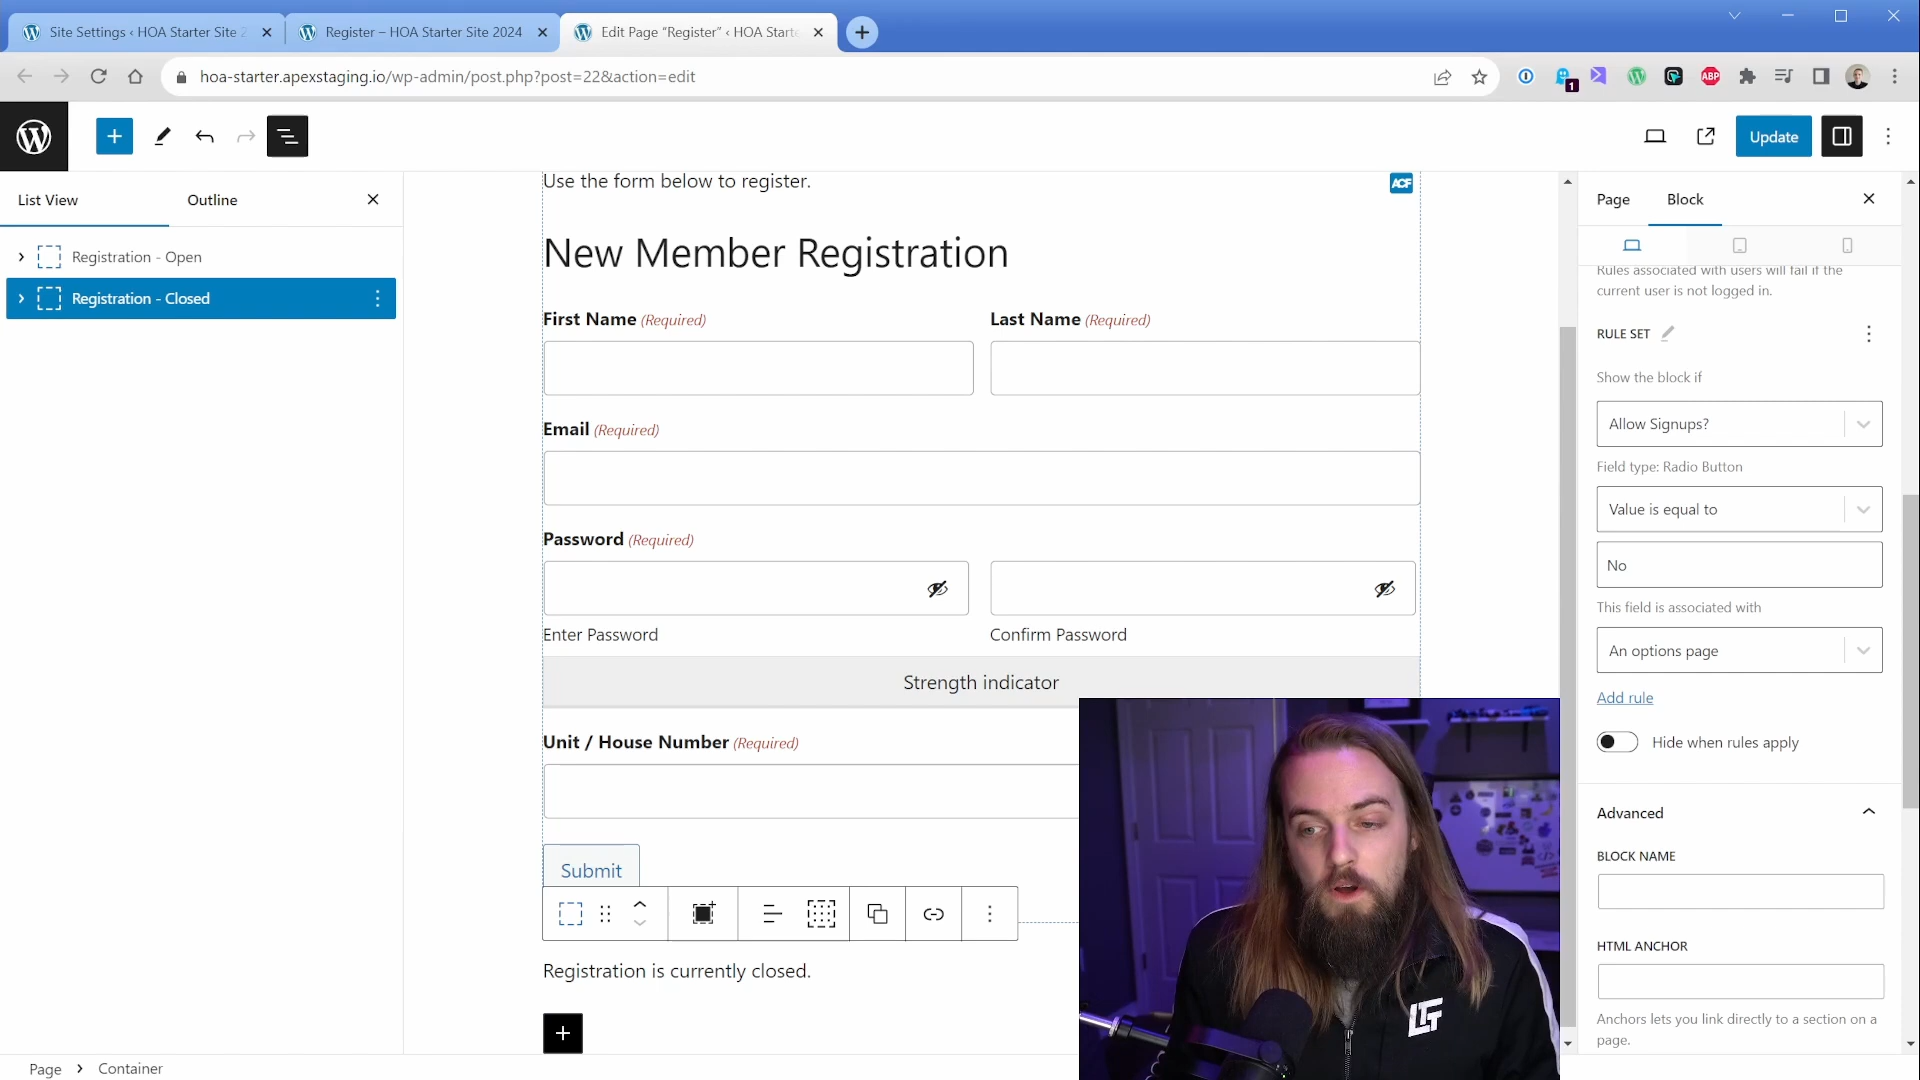 Site Settings ‹ HOA Starter Site 2
Register – HOA Starter Site 2024
Edit Page “Register” ‹ HOA Starte
hoa-starter.apexstaging.io/wp-admin/post.php?post=22&action=edit
ABP
1
Update
List View
Outline
Registration - Open
Registration - Closed
Use the form below to register.
ACF
New Member Registration
First Name (Required)
Last Name (Required)
Email (Required)
Password (Required)
Enter Password
Confirm Password
Strength indicator
Unit / House Number (Required)
Submit
Registration is currently closed.
Page
Block
Rules associated with users will fail if the
current user is not logged in.
RULE SET
Show the block if
Allow Signups?
Field type: Radio Button
Value is equal to
No
This field is associated with
An options page
Add rule
Hide when rules apply
Advanced
BLOCK NAME
HTML ANCHOR
Anchors lets you link directly to a section on a
page.
Page
Container